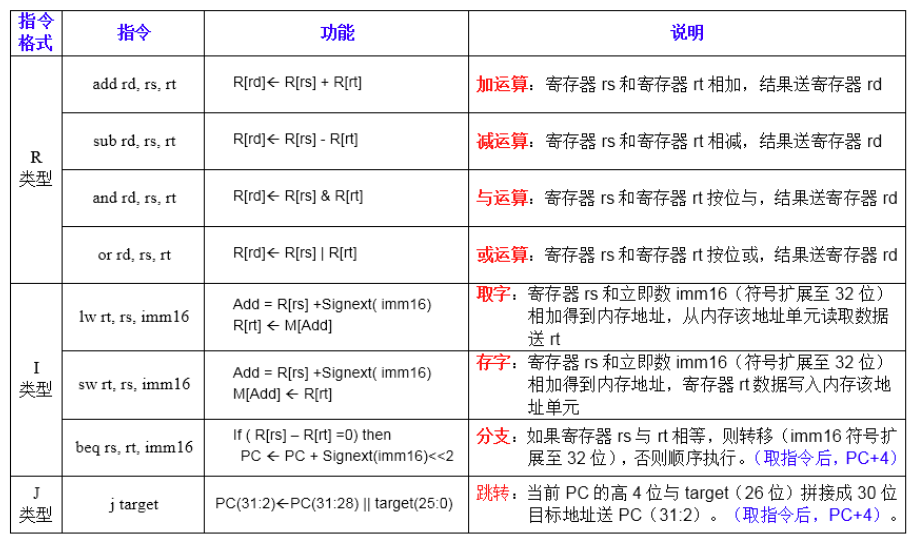 指令
格式
指令
功能
说明
R
类型
add rd, rs, rt
R[rd]← R[rs] + R[rt]
加运算：寄存器 rs 和寄存器 rt 相加，结果送寄存器 rd
sub rd, rs, rt
R[rd]← R[rs] - R[rt]
减运算：寄存器 rs 和寄存器 rt 相减，结果送寄存器 rd
and rd, rs, rt
R[rd]← R[rs] & R[rt]
与运算：寄存器 rs 和寄存器 rt 按位与，结果送寄存器 rd
or rd, rs, rt
R[rd]← R[rs] | R[rt]
或运算：寄存器 rs 和寄存器 rt 按位或，结果送寄存器 rd
I
类型
lw rt, rs, imm16
Add = R[rs] +Signext( imm16)
R[rt] ← M[Add]
取字：寄存器 rs 和立即数 imm16（符号扩展至 32 位）
相加得到内存地址，从内存该地址单元读取数据
送 rt
sw rt, rs, imm16
Add = R[rs] +Signext( imm16)
M[Add] ← R[rt]
存字：寄存器 rs 和立即数 imm16（符号扩展至 32 位）
相加得到内存地址，寄存器 rt 数据写入内存该地
址单元
beq rs, rt, imm16
If ( R[rs] – R[rt] =0) then
PC ← PC + Signext(imm16)<<2
分支：如果寄存器 rs 与 rt 相等，则转移（imm16 符号扩
展至 32 位），否则顺序执行。（取指令后，PC+4）
J
类型
j target
PC(31:2)←PC(31:28) || target(25:0)
跳转：当前 PC 的高 4 位与 target（26 位）拼接成 30 位
目标地址送 PC（31:2）。（取指令后，PC+4）。